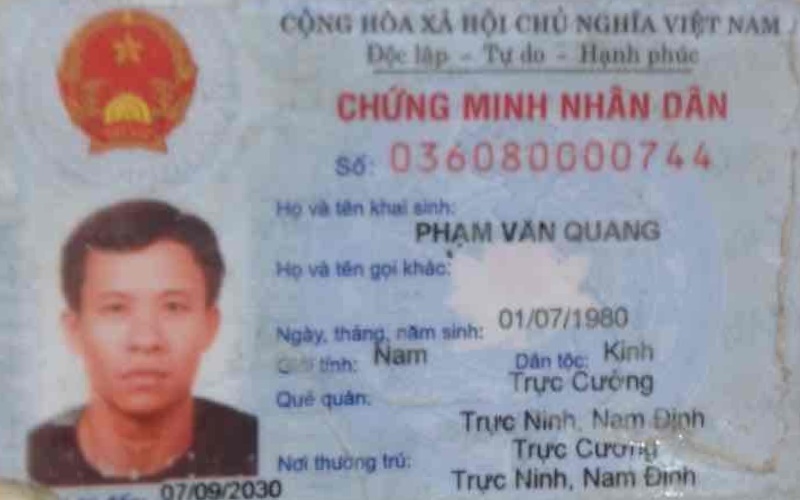 CỘNG HÒA XÃ HỘI CHỦ NGHĨA VIỆT NAM
Độc lập - Tự do - Hạnh phúc
CHỨNG MINH NHÂN DÂN
Số: 036080000744
Họ và tên khai sinh:
PHẠM VĂN QUANG
Họ và tên gọi khác:
Ngày, tháng, năm sinh: 01/07/1980
Giới tính: Nam Dân tộc: Kinh
Quê quán: Trực Cường
Trực Ninh, Nam Định
Nơi thường trú: Trực Cường
Trực Ninh, Nam Định
07/09/2030